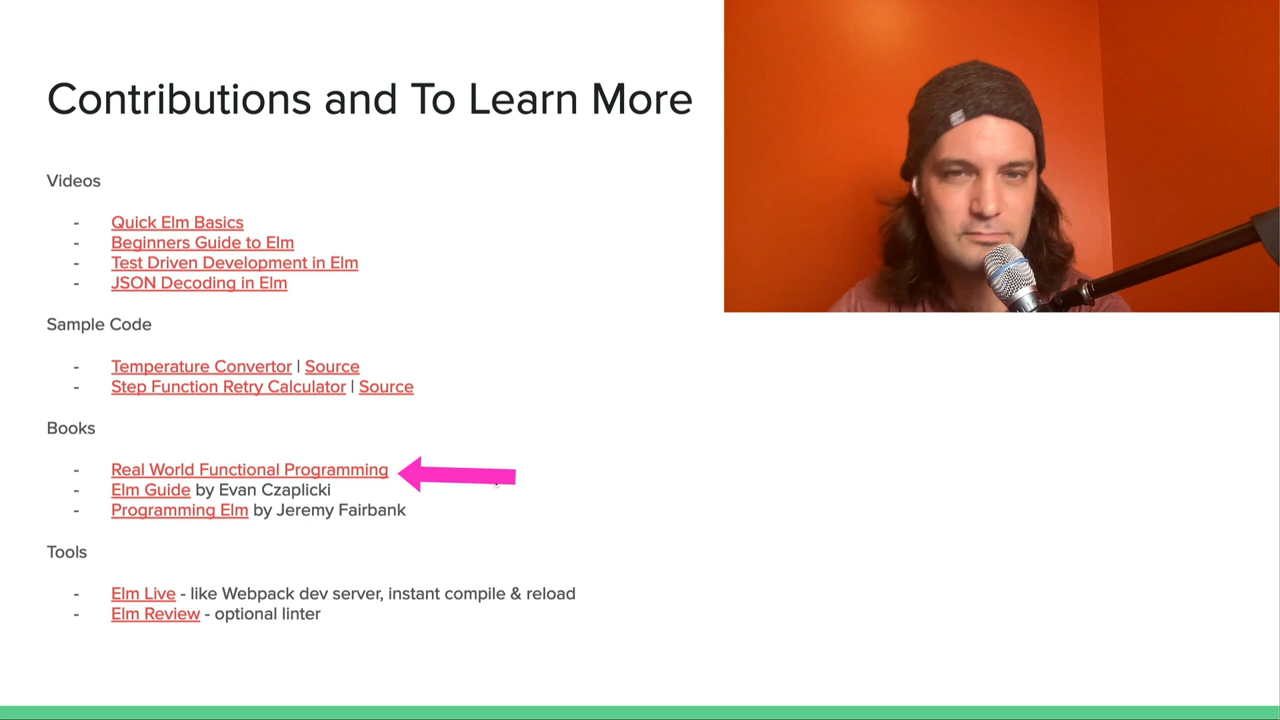 Contributions and To Learn More
Videos
- Quick Elm Basics
- Beginners Guide to Elm
- Test Driven Development in Elm
- JSON Decoding in Elm
Sample Code
- Temperature Convertor | Source
- Step Function Retry Calculator | Source
Books
- Real World Functional Programming
- Elm Guide by Evan Czaplicki
- Programming Elm by Jeremy Fairbank
Tools
- Elm Live - like Webpack dev server, instant compile & reload
- Elm Review - optional linter